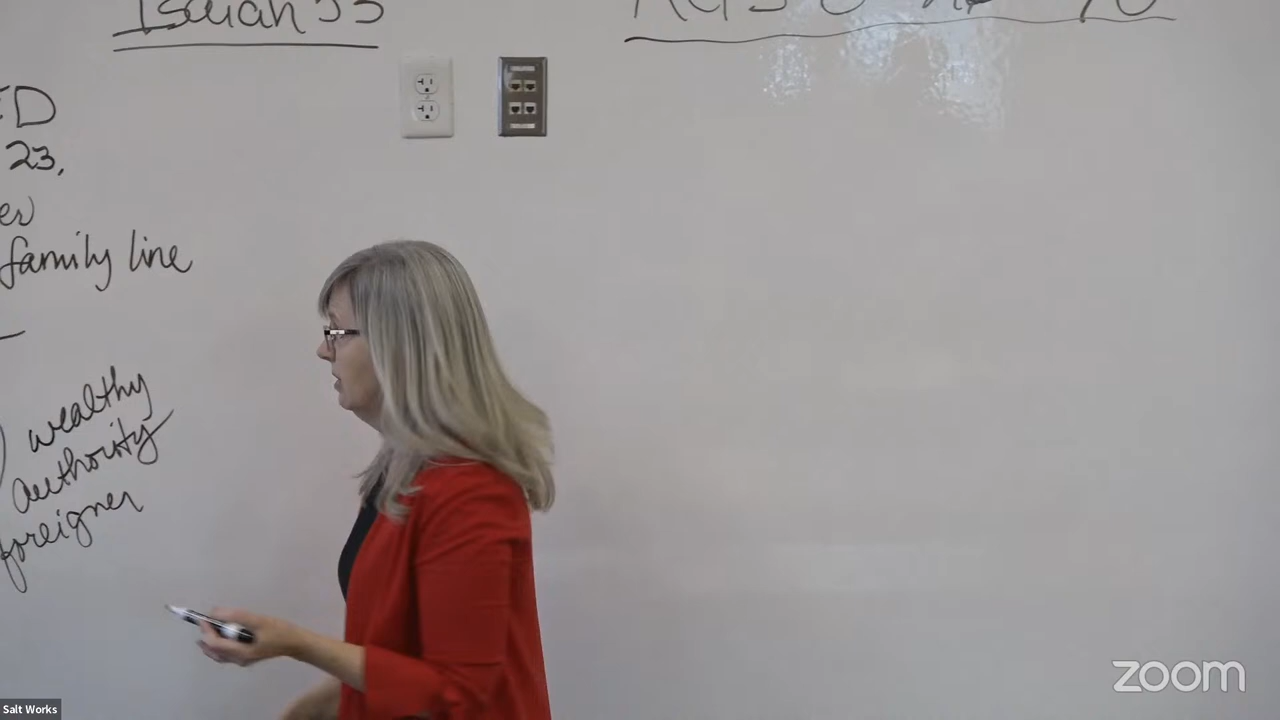 Isaiah 53
ED
23,
er
family line
wealthy
authority
foreigner
zoom
Salt Works